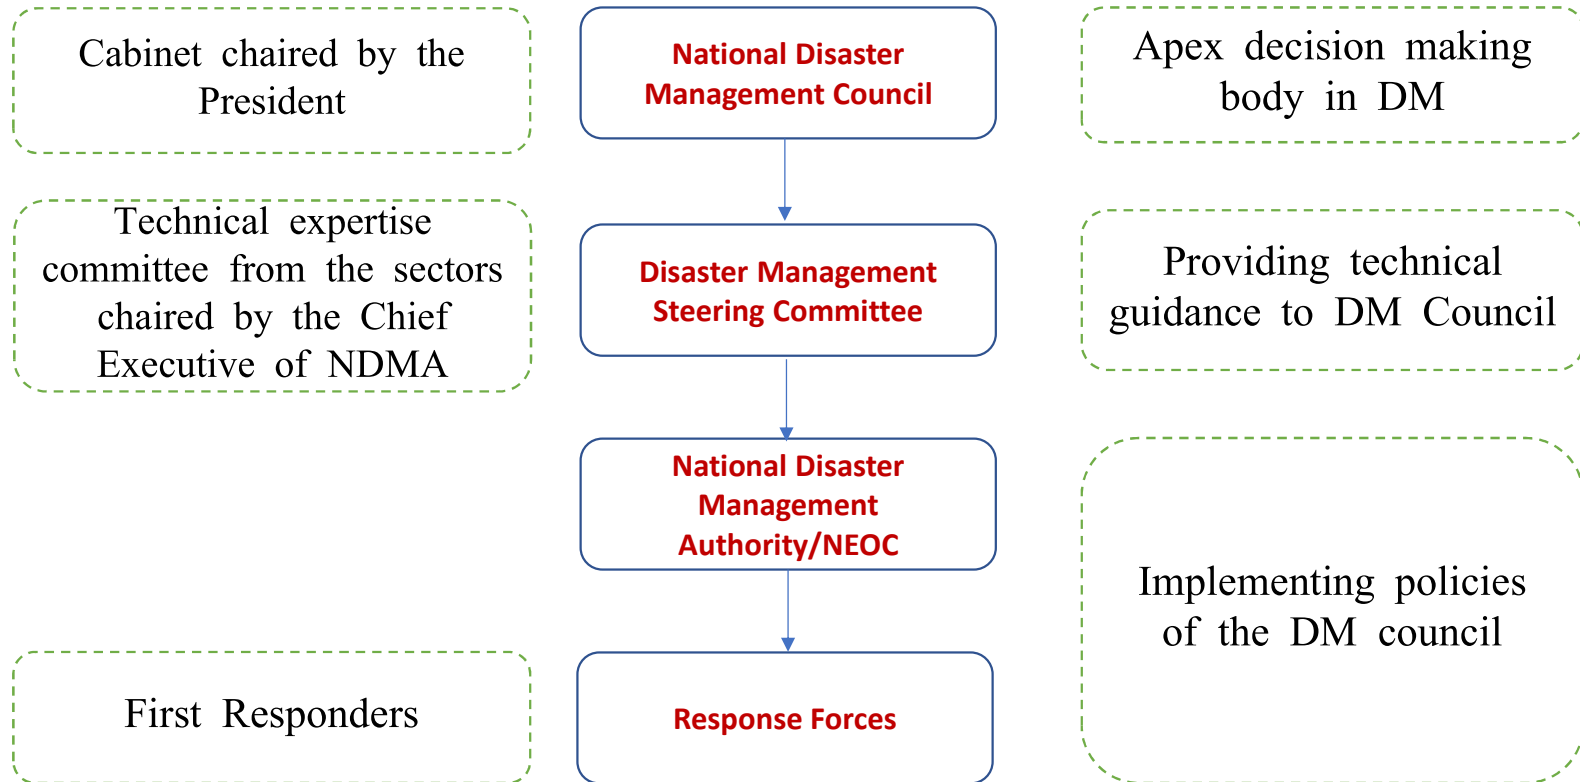 Cabinet chaired by the
President
National Disaster
Management Council
Apex decision making
body in DM
Technical expertise
committee from the sectors
chaired by the Chief
Executive of NDMA
Disaster Management
Steering Committee
Providing technical
guidance to DM Council
National Disaster
Management
Authority/NEOC
Implementing policies
of the DM council
First Responders
Response Forces